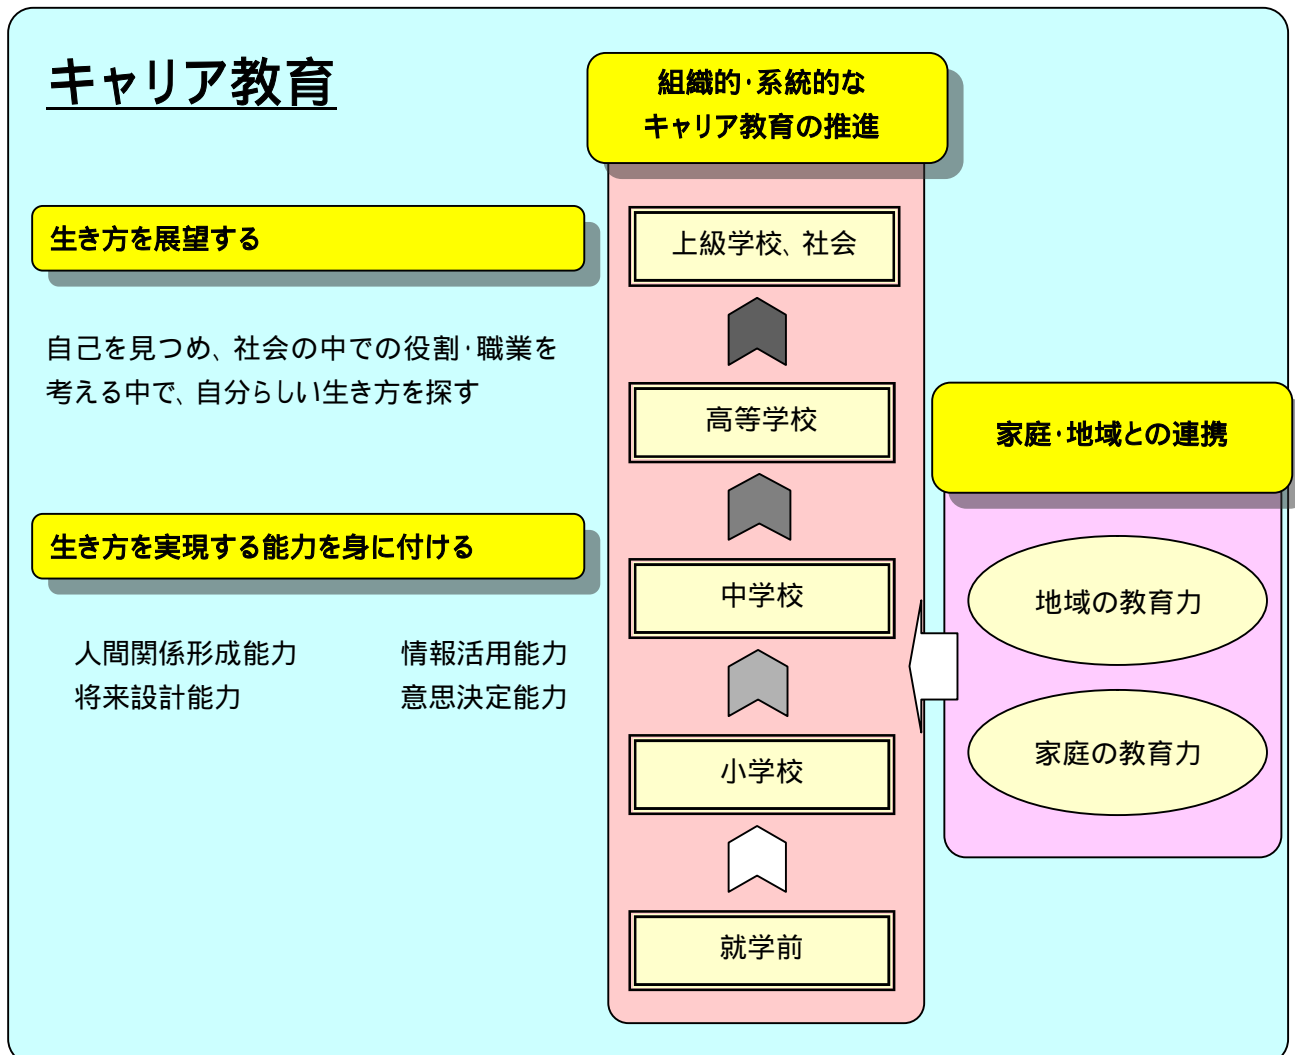 キャリア教育
組織的・系統的な
キャリア教育の推進
生き方を展望する
自己を見つめ、社会の中での役割・職業を
考える中で、自分らしい生き方を探す
生き方を実現する能力を身に付ける
人間関係形成能力　情報活用能力
将来設計能力　意思決定能力
上級学校、社会
高等学校
中学校
小学校
就学前
家庭・地域との連携
地域の教育力
家庭の教育力